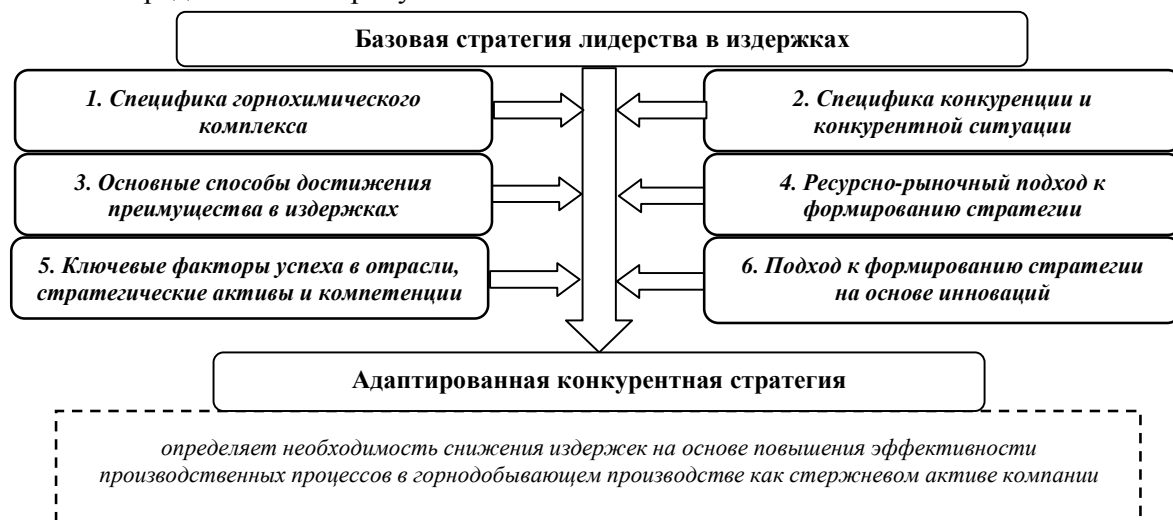 Базовая стратегия лидерства в издержках
1. Специфика горнохимического
комплекса
2. Специфика конкуренции и
конкурентной ситуации
3. Основные способы достижения
преимущества в издержках
4. Ресурсно-рыночный подход к
формированию стратегии
5. Ключевые факторы успеха в отрасли,
стратегические активы и компетенции
6. Подход к формированию стратегии
на основе инноваций
Адаптированная конкурентная стратегия
определяет необходимость снижения издержек на основе повышения эффективности
производственных процессов в горнодобывающем производстве как стержневом активе компании